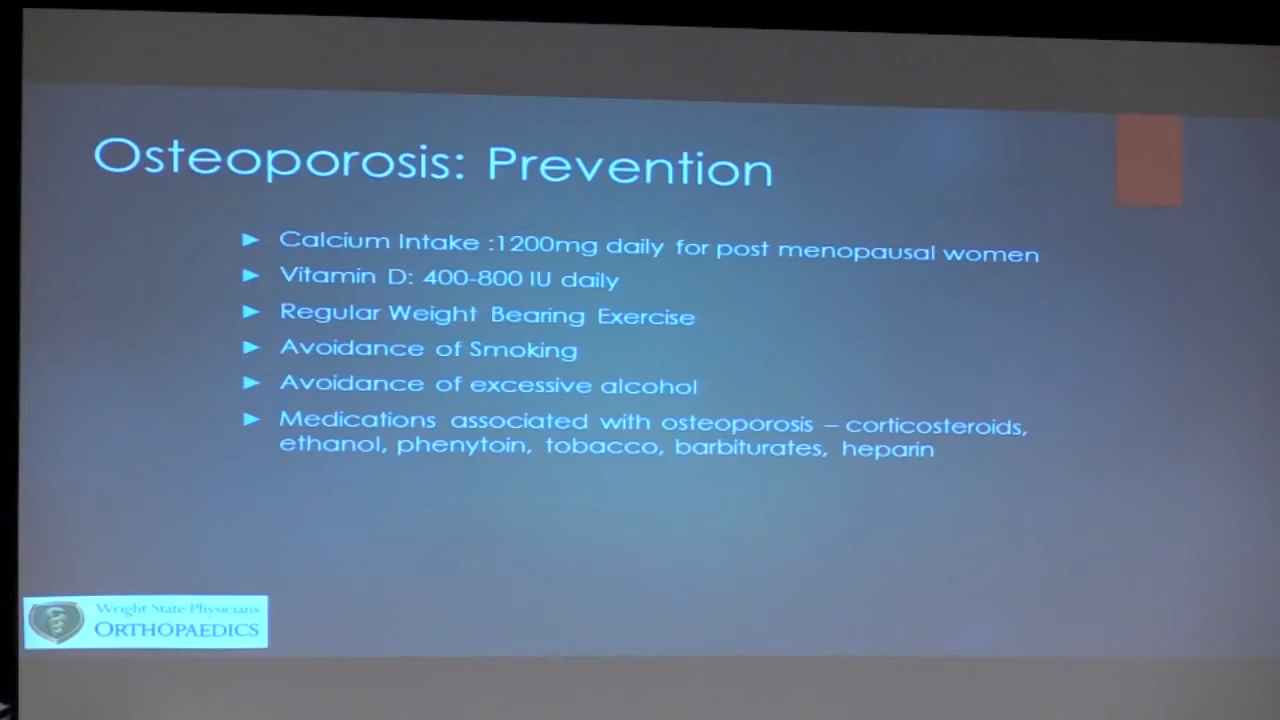 Osteoporosis: Prevention
► Calcium Intake :1200mg daily for post menopausal women
► Vitamin D: 400-800 IU daily
► Regular Weight Bearing Exercise
► Avoidance of Smoking
► Avoidance of excessive alcohol
► Medications associated with osteoporosis – corticosteroids,
ethanol, phenytoin, tobacco, barbiturates, heparin
Wright State Physicians
ORTHOPAEDICS